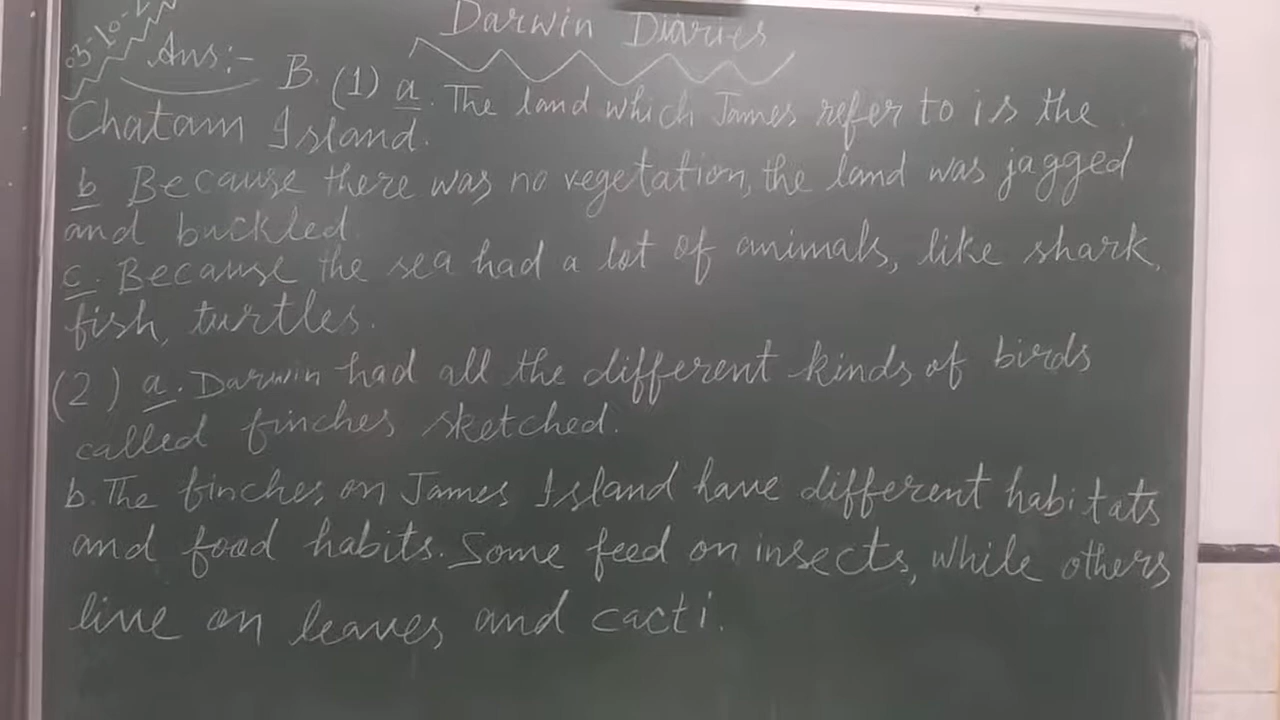 Darwin Diaries
03-10-
Ans:-
B. (1) a. The land which James refer to is the
Chatam Island.
b Because there was no vegetation, the land was jagged
and buckled.
c. Because the sea had a lot of animals, like shark,
fish, turtles.
(2) a. Darwin had all the different kinds of birds
called finches sketched.
b. The finches on James Island have different habitats
and food habits. Some feed on insects, while others
live on leaves and cacti.